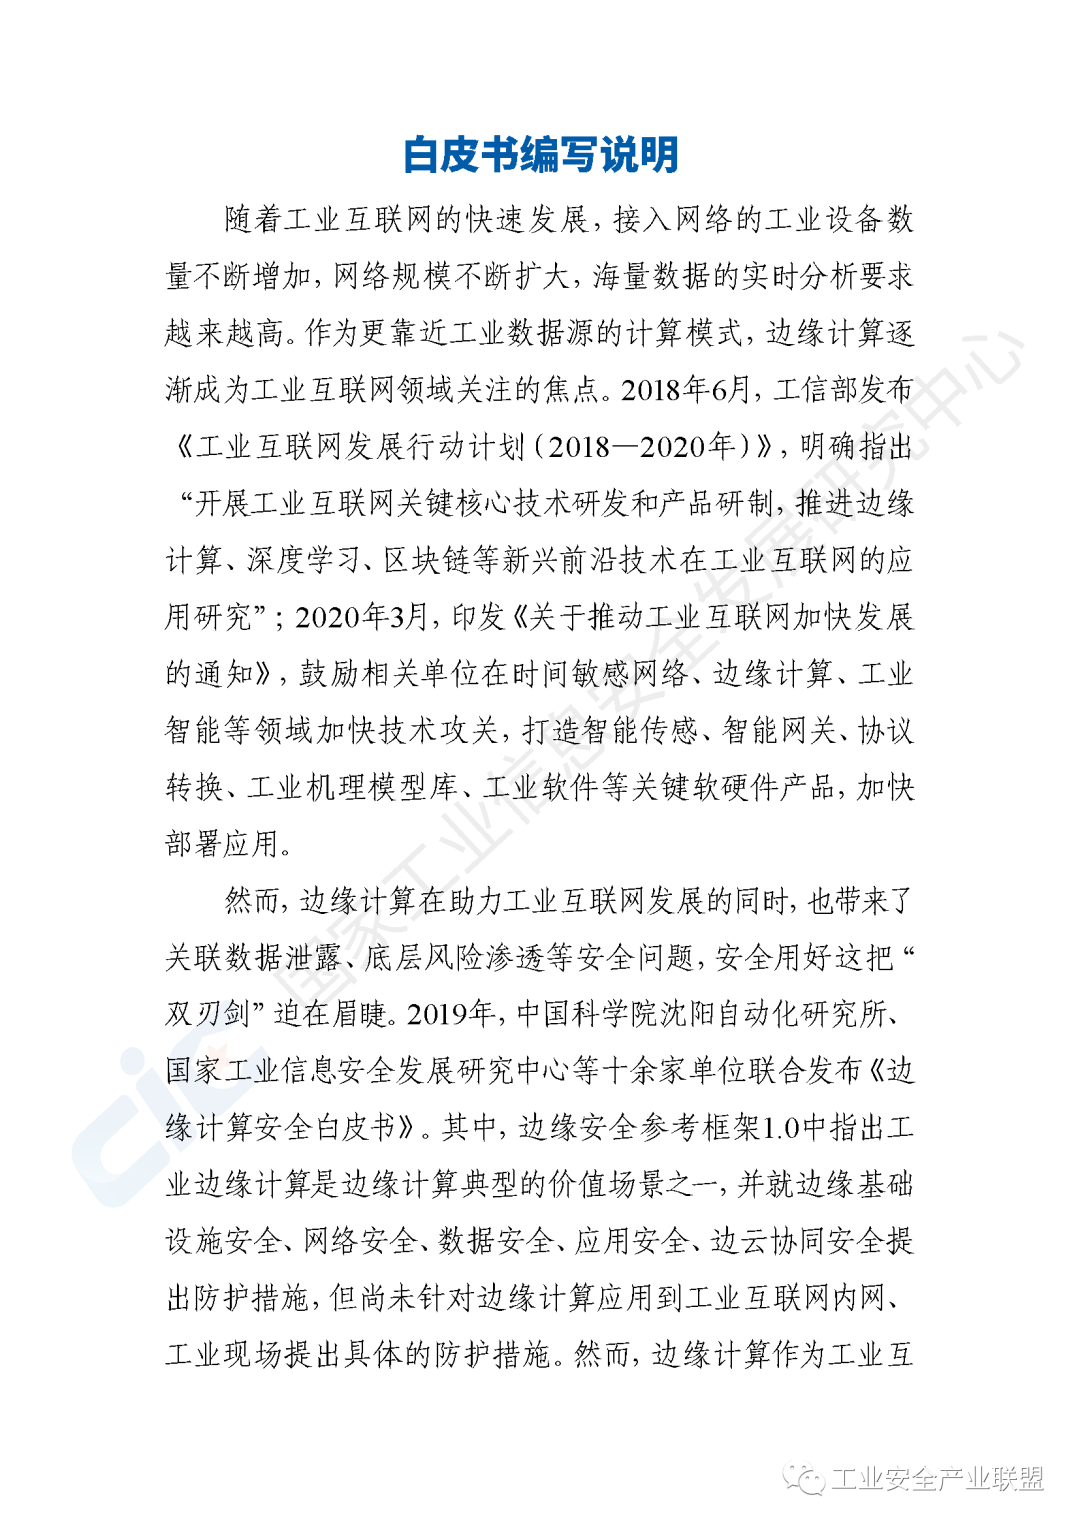 白皮书编写说明
随着工业互联网的快速发展，接入网络的工业设备数
量不断增加，网络规模不断扩大，海量数据的实时分析要求
越来越高。作为更靠近工业数据源的计算模式，边缘计算逐
渐成为工业互联网领域关注的焦点。2018年6月，工信部发布
《工业互联网发展行动计划（2018—2020年）》，明确指出
“开展工业互联网关键核心技术研发和产品研制，推进边缘
计算、深度学习、区块链等新兴前沿技术在工业互联网的应
用研究”；2020年3月，印发《关于推动工业互联网加快发展
的通知》，鼓励相关单位在时间敏感网络、边缘计算、工业
智能等领域加快技术攻关，打造智能传感、智能网关、协议
转换、工业机理模型库、工业软件等关键软硬件产品，加快
部署应用。
然而，边缘计算在助力工业互联网发展的同时，也带来了
关联数据泄露、底层风险渗透等安全问题，安全用好这把“
双刃剑”迫在眉睫。2019年，中国科学院沈阳自动化研究所、
国家工业信息安全发展研究中心等十余家单位联合发布《边
缘计算安全白皮书》。其中，边缘安全参考框架1.0中指出工
业边缘计算是边缘计算典型的价值场景之一，并就边缘基础
设施安全、网络安全、数据安全、应用安全、边云协同安全提
出防护措施，但尚未针对边缘计算应用到工业互联网内网、
工业现场提出具体的防护措施。然而，边缘计算作为工业互
国家工业信息安全发展研究中心
CIC
工业安全产业联盟